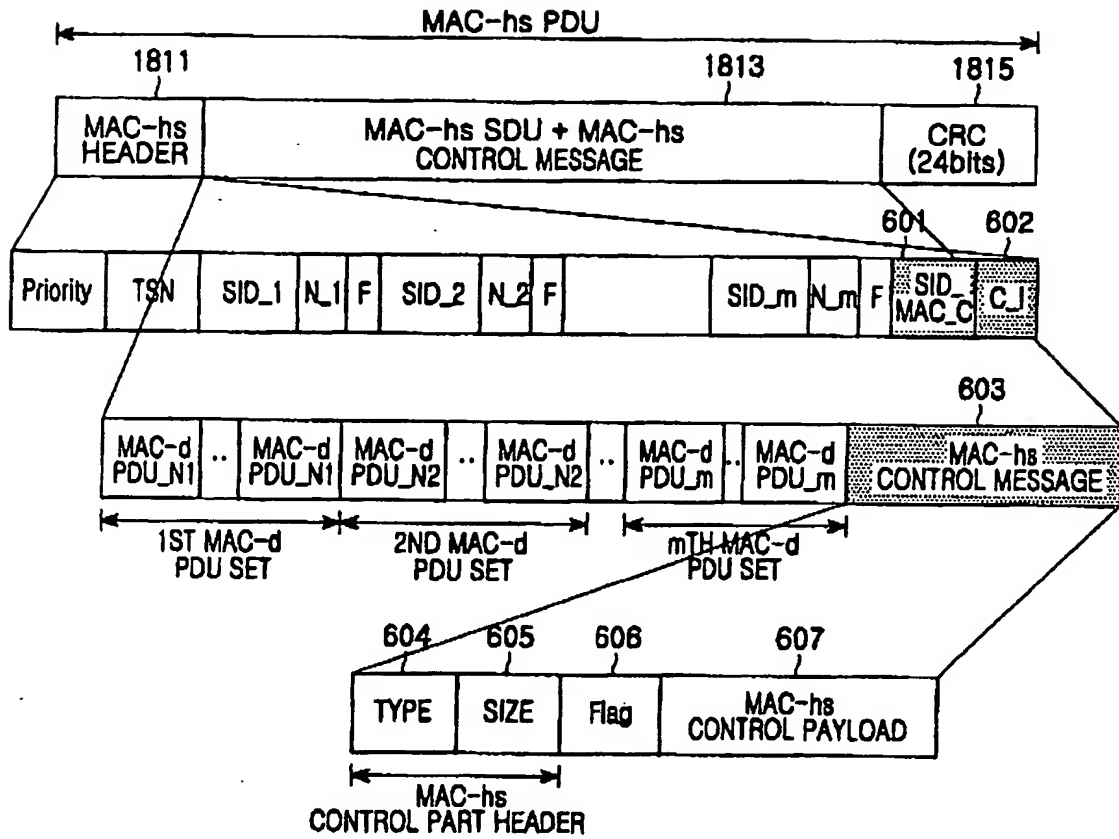 MAC-hs PDU
1811
1813
1815
MAC-hs
HEADER
MAC-hs SDU + MAC-hs
CONTROL MESSAGE
CRC
(24bits)
601
602
Priority
TSN
SID_1
N_1
F
SID_2
N_2
F
SID_m
N_m
F
SID_
MAC_C
C_I
603
MAC-d
PDU_N1
..
MAC-d
PDU_N1
MAC-d
PDU_N2
..
MAC-d
PDU_N2
..
MAC-d
PDU_m
..
MAC-d
PDU_m
MAC-hs
CONTROL MESSAGE
1ST MAC-d
PDU SET
2ND MAC-d
PDU SET
mTH MAC-d
PDU SET
604
605
606
607
TYPE
SIZE
Flag
MAC-hs
CONTROL PAYLOAD
MAC-hs
CONTROL PART HEADER